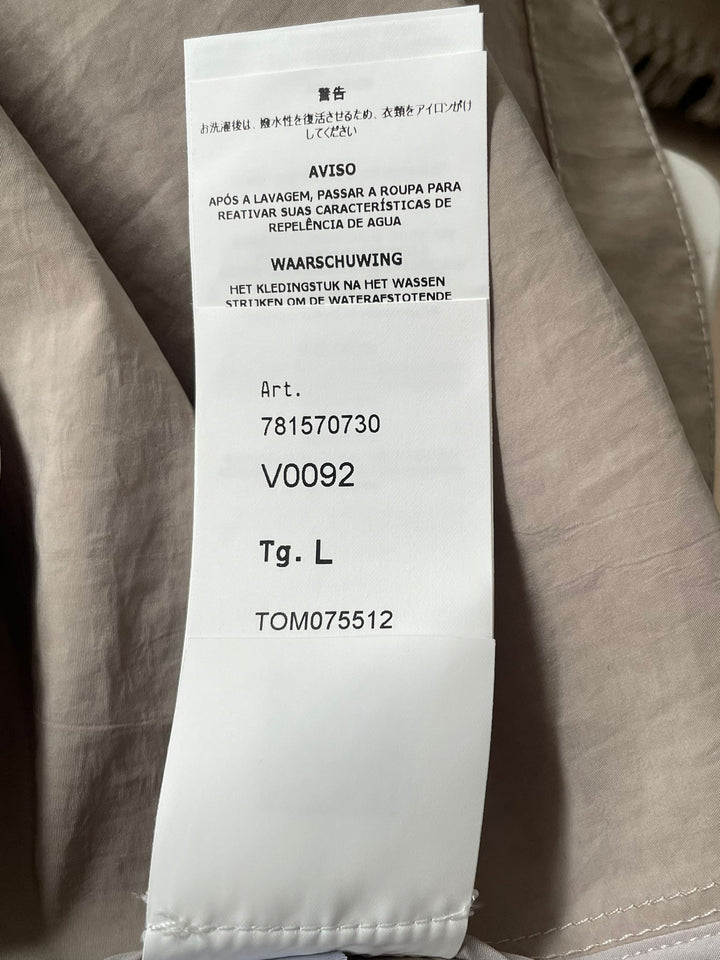 警告
お洗濯後は、撥水性を復活させるため、衣類をアイロンがけ
してください
AVISO
APÓS A LAVAGEM, PASSAR A ROUPA PARA
REATIVAR SUAS CARACTERÍSTICAS DE
REPELÊNCIA DE AGUA
WAARSCHUWING
HET KLEDINGSTUK NA HET WASSEN
STRIJKEN OM DE WATERAFSTOTENDE
Art.
781570730
V0092
Tg. L
TOM075512